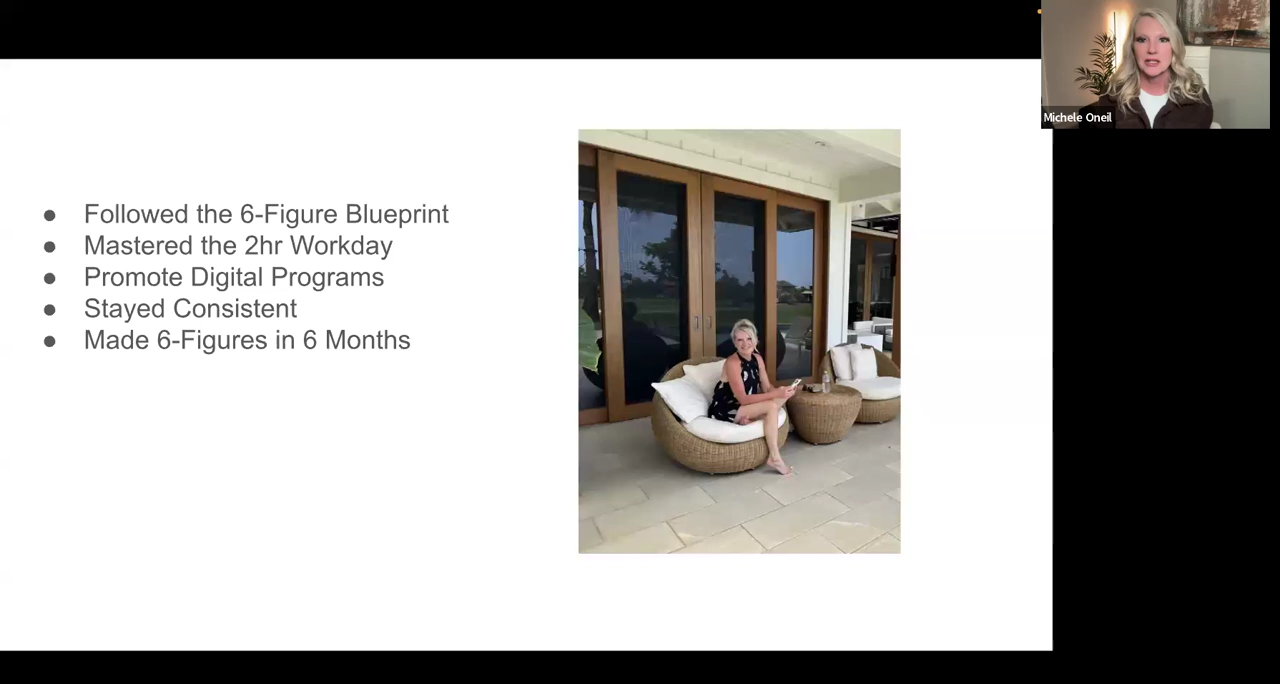 Michele Oneil
● Followed the 6-Figure Blueprint
● Mastered the 2hr Workday
● Promote Digital Programs
● Stayed Consistent
● Made 6-Figures in 6 Months